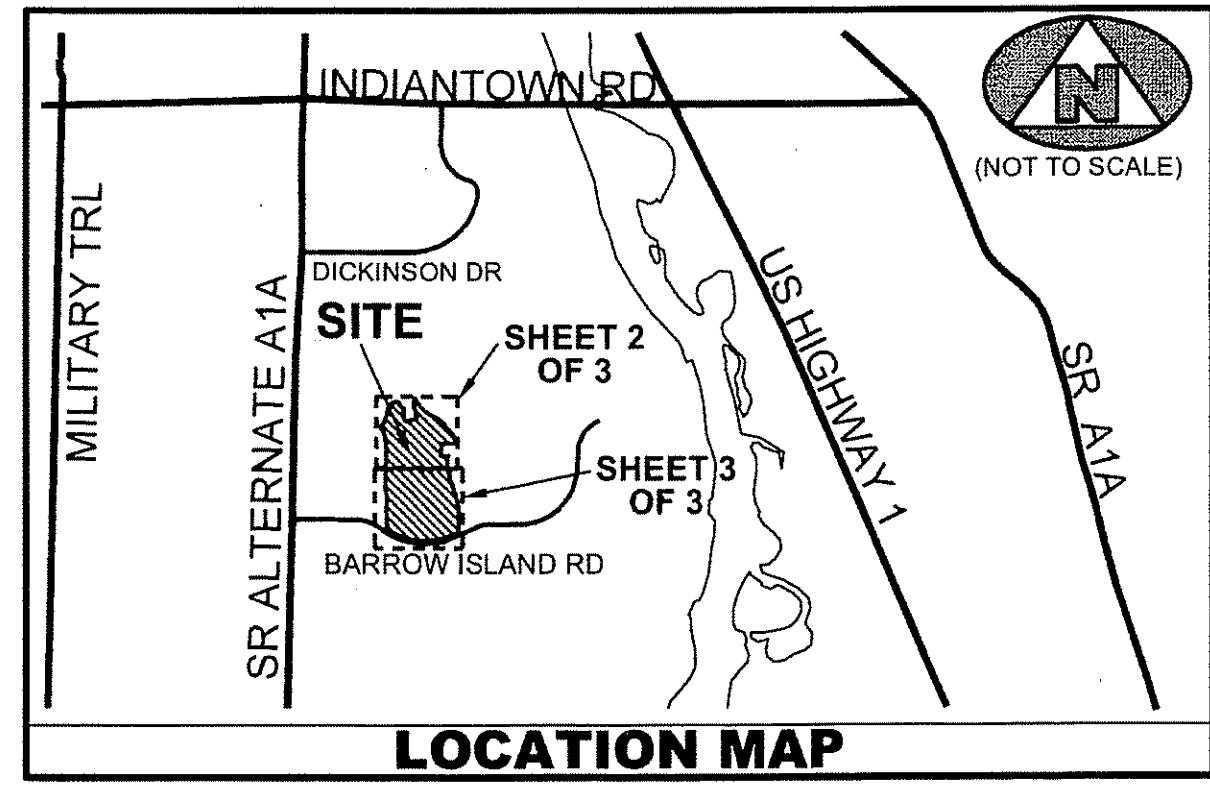 INDIANTOWN RD
N
(NOT TO SCALE)
MILITARY TRL
SR ALTERNATE A1A
DICKINSON DR
SITE
SHEET 2
OF 3
US HIGHWAY 1
SR A1A
SHEET 3
OF 3
BARROW ISLAND RD
LOCATION MAP